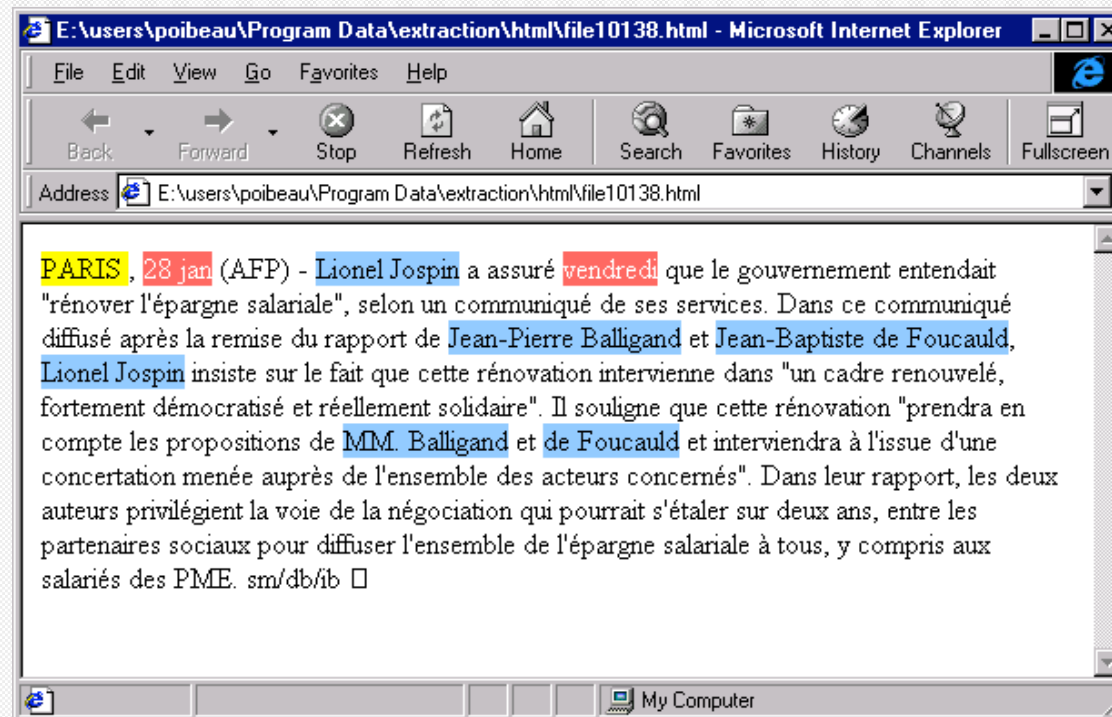 E:\users\poibeau\Program Data\extraction\html\file10138.html - Microsoft Internet Explorer
File Edit View Go Favorites Help
Back Forward Stop Refresh Home Search Favorites History Channels Fullscreen
Address E:\users\poibeau\Program Data\extraction\html\file10138.html
PARIS , 28 jan (AFP) - Lionel Jospin a assuré vendredi que le gouvernement entendait
"rénover l'épargne salariale", selon un communiqué de ses services. Dans ce communiqué
diffusé après la remise du rapport de Jean-Pierre Balligand et Jean-Baptiste de Foucauld,
Lionel Jospin insiste sur le fait que cette rénovation intervienne dans "un cadre renouvelé,
fortement démocratisé et réellement solidaire". Il souligne que cette rénovation "prendra en
compte les propositions de MM. Balligand et de Foucauld et interviendra à l'issue d'une
concertation menée auprès de l'ensemble des acteurs concernés". Dans leur rapport, les deux
auteurs privilégient la voie de la négociation qui pourrait s'étaler sur deux ans, entre les
partenaires sociaux pour diffuser l'ensemble de l'épargne salariale à tous, y compris aux
salariés des PME. sm/db/ib
My Computer